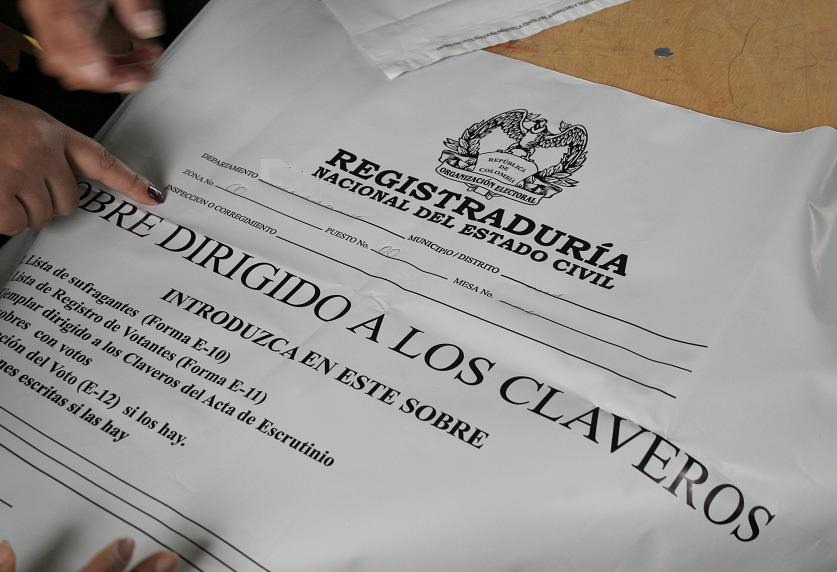 REPÚBLICA
DE
COLOMBIA
ORGANIZACIÓN ELECTORAL
REGISTRADURÍA
NACIONAL DEL ESTADO CIVIL
DEPARTAMENTO MUNICIPIO / DISTRITO
ZONA No. 00 PUESTO No. 00 MESA No.
INSPECCION O CORREGIMIENTO
OBRE DIRIGIDO A LOS CLAVEROS
INTRODUZCA EN ESTE SOBRE
Lista de sufragantes (Forma E-10)
Lista de Registro de Votantes (Forma E-11)
jemplar dirigido a los Claveros del Acta de Escrutinio
obres con votos
ción del Voto (E-12) si los hay.
nes escritas si las hay